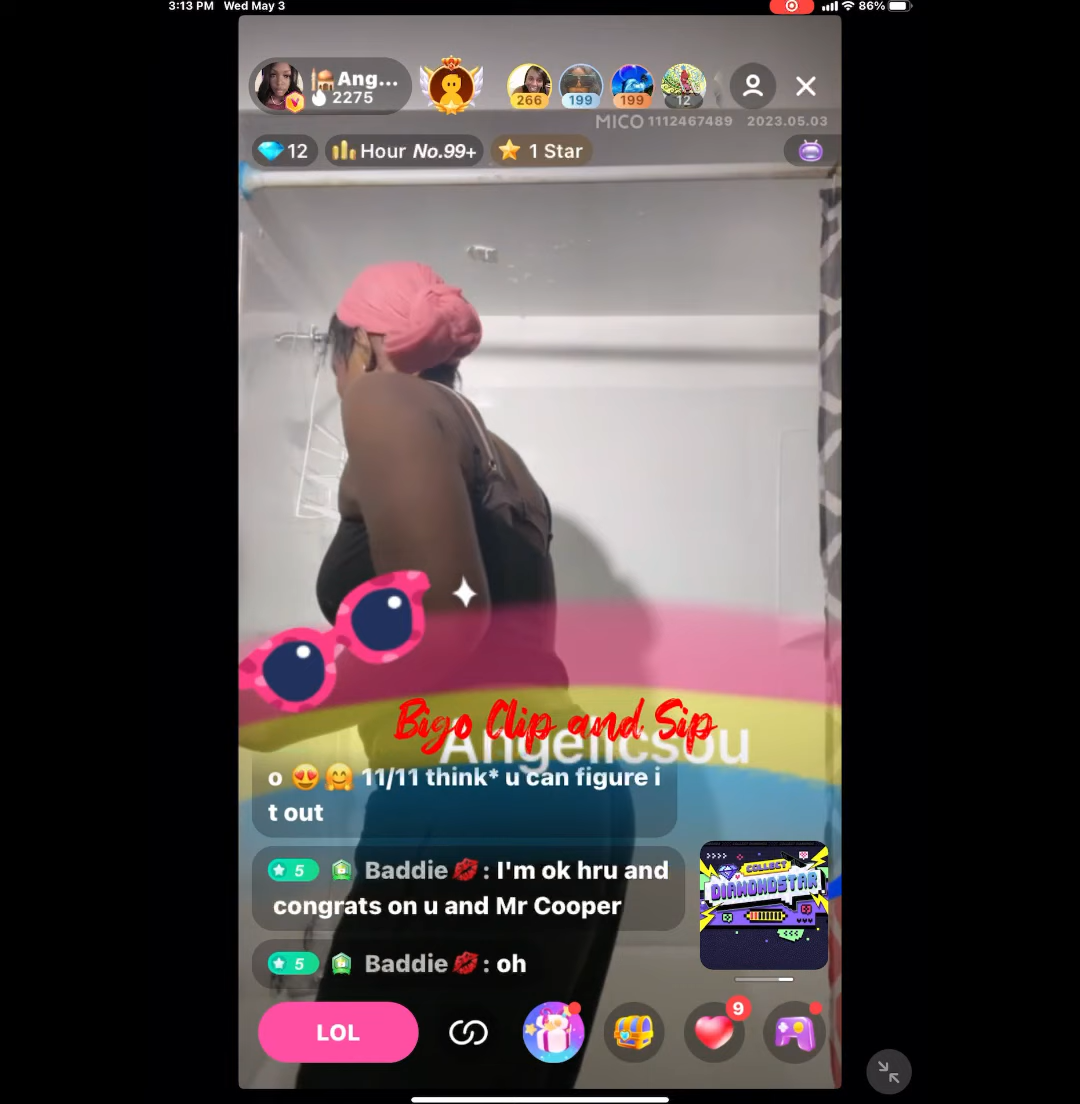 3:13 PM Wed May 3
86%
Ang...
2275
266
199
199
12
MICO 1112467489 2023.05.03
12
Hour No.99+
1 Star
Bigo Clip and Sip
Angelicsou
o 😍 🤗 11/11 think* u can figure i
t out
5 Baddie💋: I'm ok hru and
congrats on u and Mr Cooper
COLLECT
DIAMONDSTAR
5 Baddie💋: oh
LOL
9